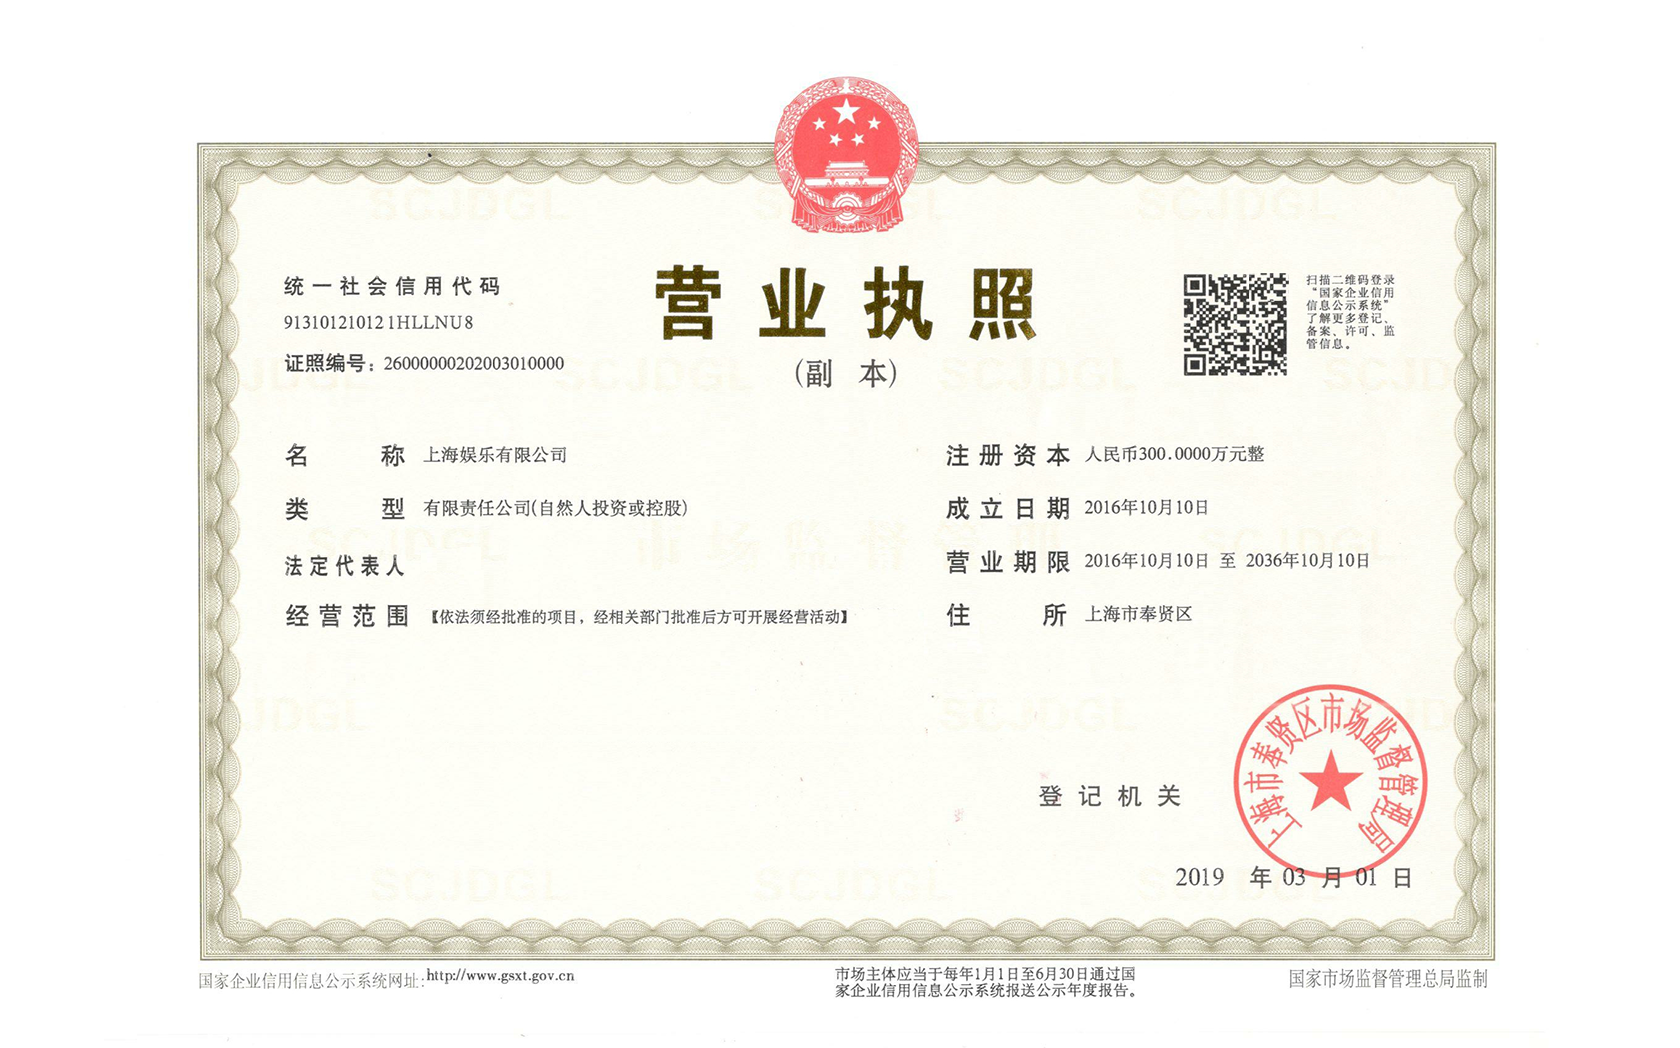 营业执照
(副 本)
统一社会信用代码
91310121012 1HLLNU8
证照编号：26000000202003010000
扫描二维码登录
“国家企业信用
信息公示系统”
了解更多登记、
备案、许可、监
管信息。
名 称 上海娱乐有限公司
类 型 有限责任公司(自然人投资或控股)
法定代表人
经营范围 【依法须经批准的项目，经相关部门批准后方可开展经营活动】
注册资本 人民币300.0000万元整
成立日期 2016年10月10日
营业期限 2016年10月10日 至 2036年10月10日
住 所 上海市奉贤区
登记机关
上海市奉贤区市场监督管理局
2019 年 03 月 01 日
国家企业信用信息公示系统网址:http://www.gsxt.gov.cn
市场主体应当于每年1月1日至6月30日通过国
家企业信用信息公示系统报送公示年度报告。
国家市场监督管理总局监制
SCJDGL